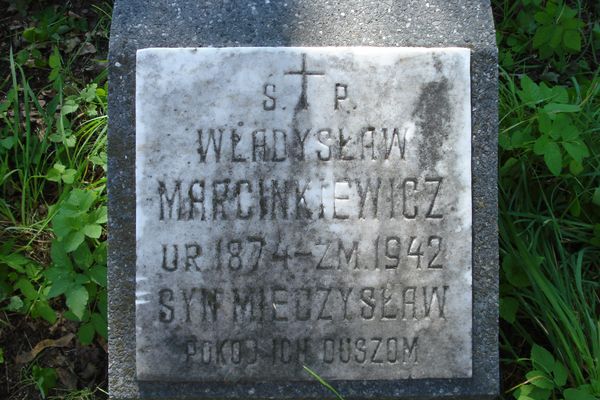 Ś. P.
WŁADYSŁAW
MARCINKIEWICZ
UR 1874-ZM.1942
SYN MIECZYSŁAW
POKÓJ ICH DUSZOM